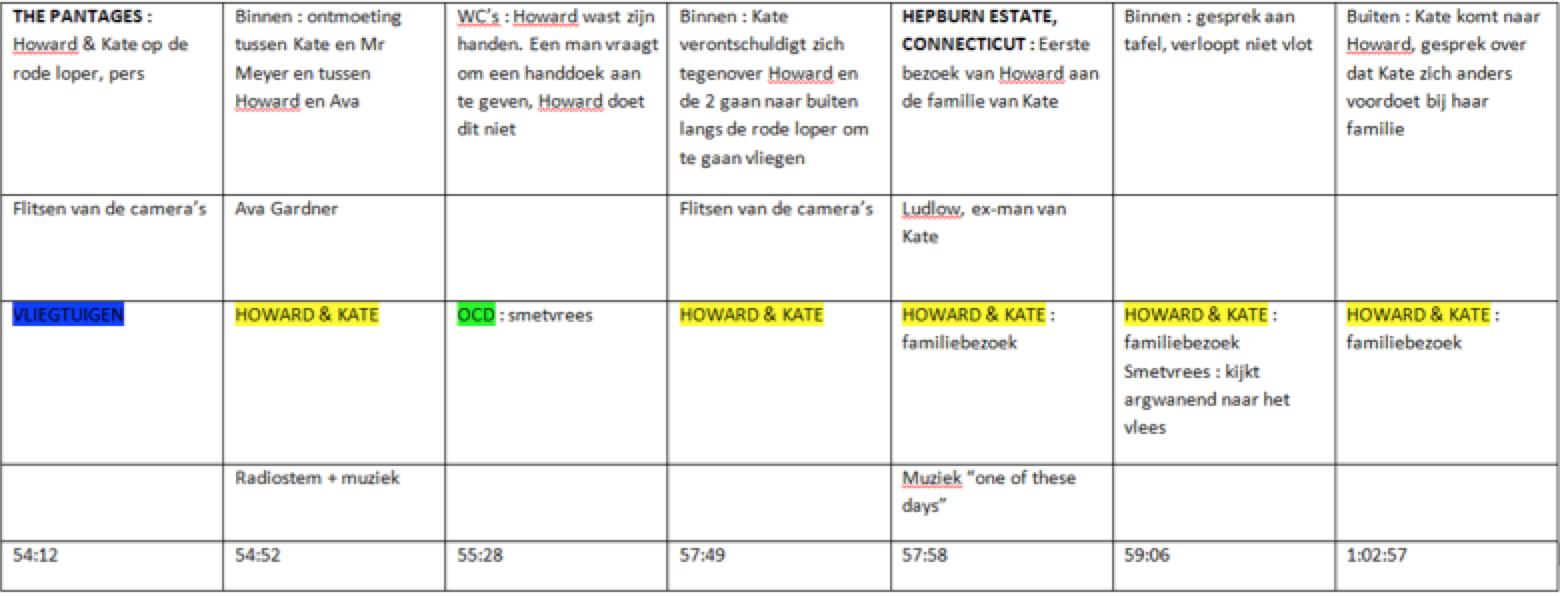 THE PANTAGES :
Howard & Kate op de
rode loper, pers
Binnen : ontmoeting
tussen Kate en Mr
Meyer en tussen
Howard en Ava
WC's : Howard wast zijn
handen. Een man vraagt
om een handdoek aan
te geven, Howard doet
dit niet
Binnen : Kate
verontschuldigt zich
tegenover Howard en
de 2 gaan naar buiten
langs de rode loper om
te gaan vliegen
HEPBURN ESTATE,
CONNECTICUT : Eerste
bezoek van Howard aan
de familie van Kate
Binnen : gesprek aan
tafel, verloopt niet vlot
Buiten : Kate komt naar
Howard, gesprek over
dat Kate zich anders
voordoet bij haar
familie
Flitsen van de camera's
Ava Gardner
Flitsen van de camera's
Ludlow, ex-man van
Kate
VLIEGTUIGEN
HOWARD & KATE
OCD : smetvrees
HOWARD & KATE
HOWARD & KATE :
familiebezoek
HOWARD & KATE :
familiebezoek
Smetvrees : kijkt
argwanend naar het
vlees
HOWARD & KATE :
familiebezoek
Radiostem + muziek
Muziek "one of these
days"
54:12
54:52
55:28
57:49
57:58
59:06
1:02:57